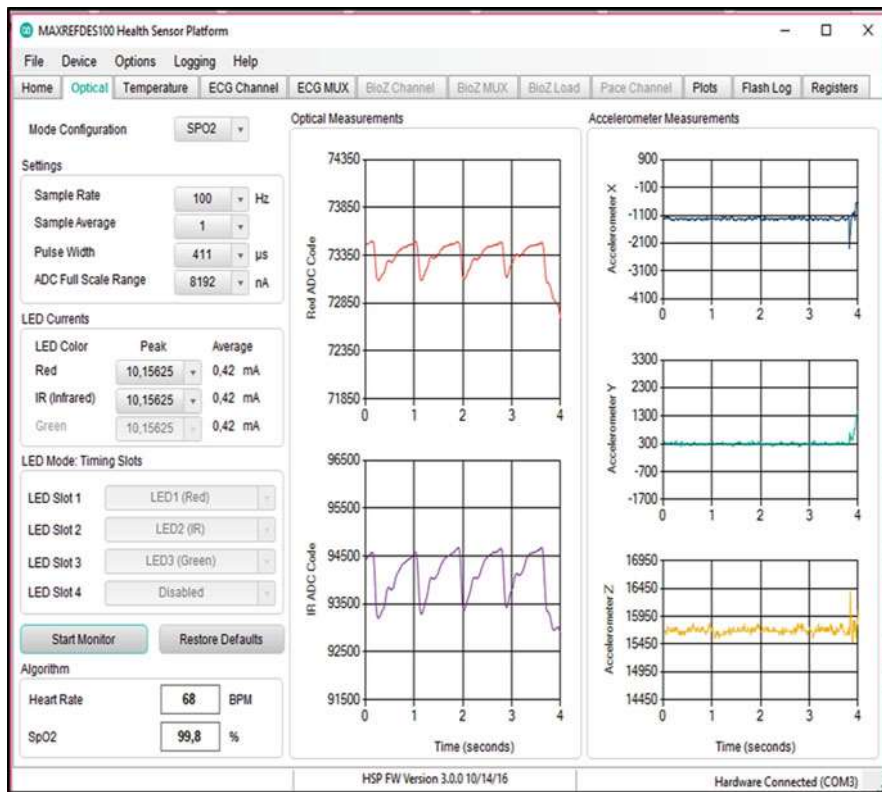 MAXREFDES100 Health Sensor Platform
File Device Options Logging Help
Home Optical Temperature ECG Channel ECG MUX BioZ Channel BioZ MUX BioZ Load Pace Channel Plots Flash Log Registers
Mode Configuration SPO2
Settings
Sample Rate 100 Hz
Sample Average 1
Pulse Width 411 µs
ADC Full Scale Range 8192 nA
LED Currents
LED Color Peak Average
Red 10,15625 0,42 mA
IR (Infrared) 10,15625 0,42 mA
Green 10,15625 0,42 mA
LED Mode: Timing Slots
LED Slot 1 LED1 (Red)
LED Slot 2 LED2 (IR)
LED Slot 3 LED3 (Green)
LED Slot 4 Disabled
Start Monitor Restore Defaults
Algorithm
Heart Rate 68 BPM
SpO2 99,8 %
Optical Measurements
Red ADC Code
74350
73850
73350
72850
72350
71850
0 1 2 3 4
IR ADC Code
96500
95500
94500
93500
92500
91500
0 1 2 3 4
Time (seconds)
Accelerometer Measurements
Accelerometer X
900
-100
-1100
-2100
-3100
-4100
0 1 2 3 4
Accelerometer Y
3300
2300
1300
300
-700
-1700
0 1 2 3 4
Accelerometer Z
16950
16450
15950
15450
14950
14450
0 1 2 3 4
Time (seconds)
HSP FW Version 3.0.0 10/14/16
Hardware Connected (COM3)